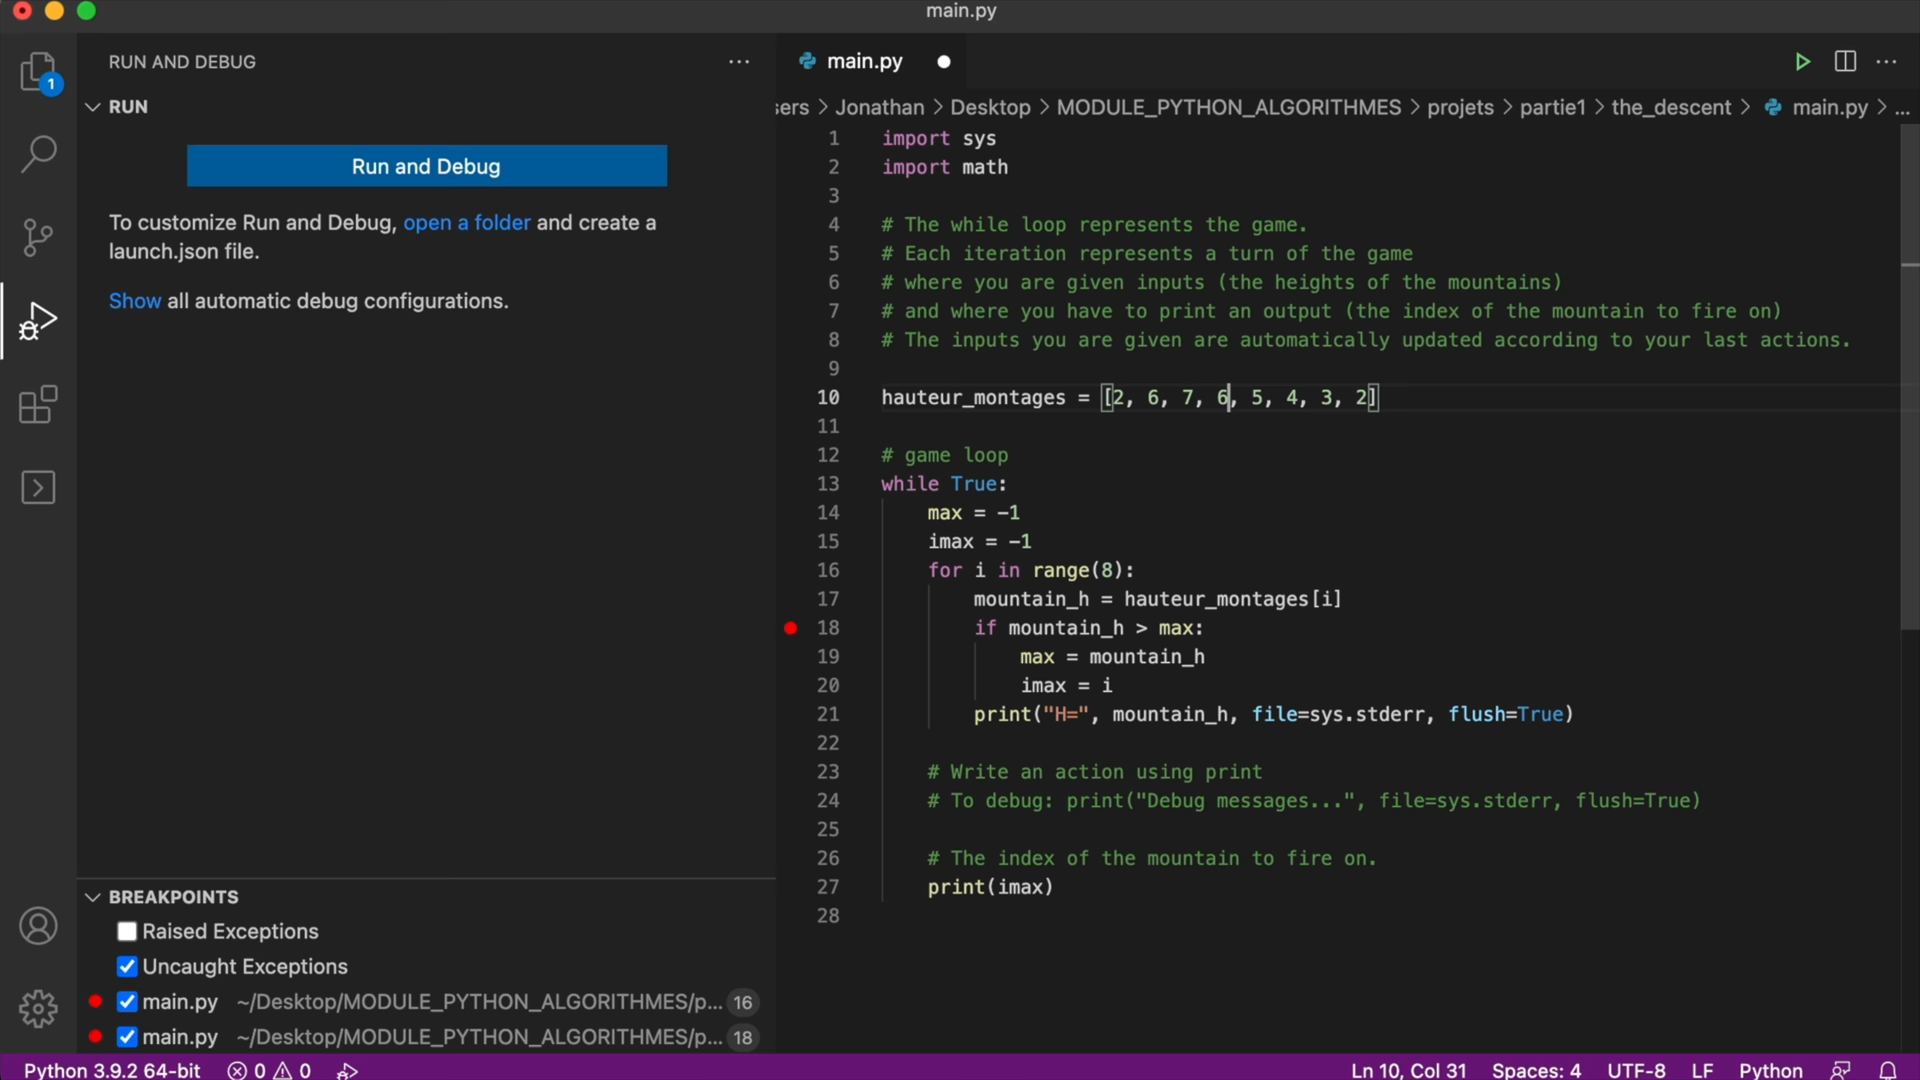 main.py
RUN AND DEBUG
RUN
Run and Debug
To customize Run and Debug, open a folder and create a
launch.json file.
Show all automatic debug configurations.
BREAKPOINTS
Raised Exceptions
Uncaught Exceptions
main.py ~/Desktop/MODULE_PYTHON_ALGORITHMES/p... 16
main.py ~/Desktop/MODULE_PYTHON_ALGORITHMES/p... 18
1
main.py
sers > Jonathan > Desktop > MODULE_PYTHON_ALGORITHMES > projets > partie1 > the_descent > main.py > ...
1 import sys
2 import math
3
4 # The while loop represents the game.
5 # Each iteration represents a turn of the game
6 # where you are given inputs (the heights of the mountains)
7 # and where you have to print an output (the index of the mountain to fire on)
8 # The inputs you are given are automatically updated according to your last actions.
9
10 hauteur_montages = [2, 6, 7, 6, 5, 4, 3, 2]
11
12 # game loop
13 while True:
14 max = -1
15 imax = -1
16 for i in range(8):
17 mountain_h = hauteur_montages[i]
18 if mountain_h > max:
19 max = mountain_h
20 imax = i
21 print("H=", mountain_h, file=sys.stderr, flush=True)
22
23 # Write an action using print
24 # To debug: print("Debug messages...", file=sys.stderr, flush=True)
25
26 # The index of the mountain to fire on.
27 print(imax)
28
Python 3.9.2 64-bit 0 0 Ln 10, Col 31 Spaces: 4 UTF-8 LF Python